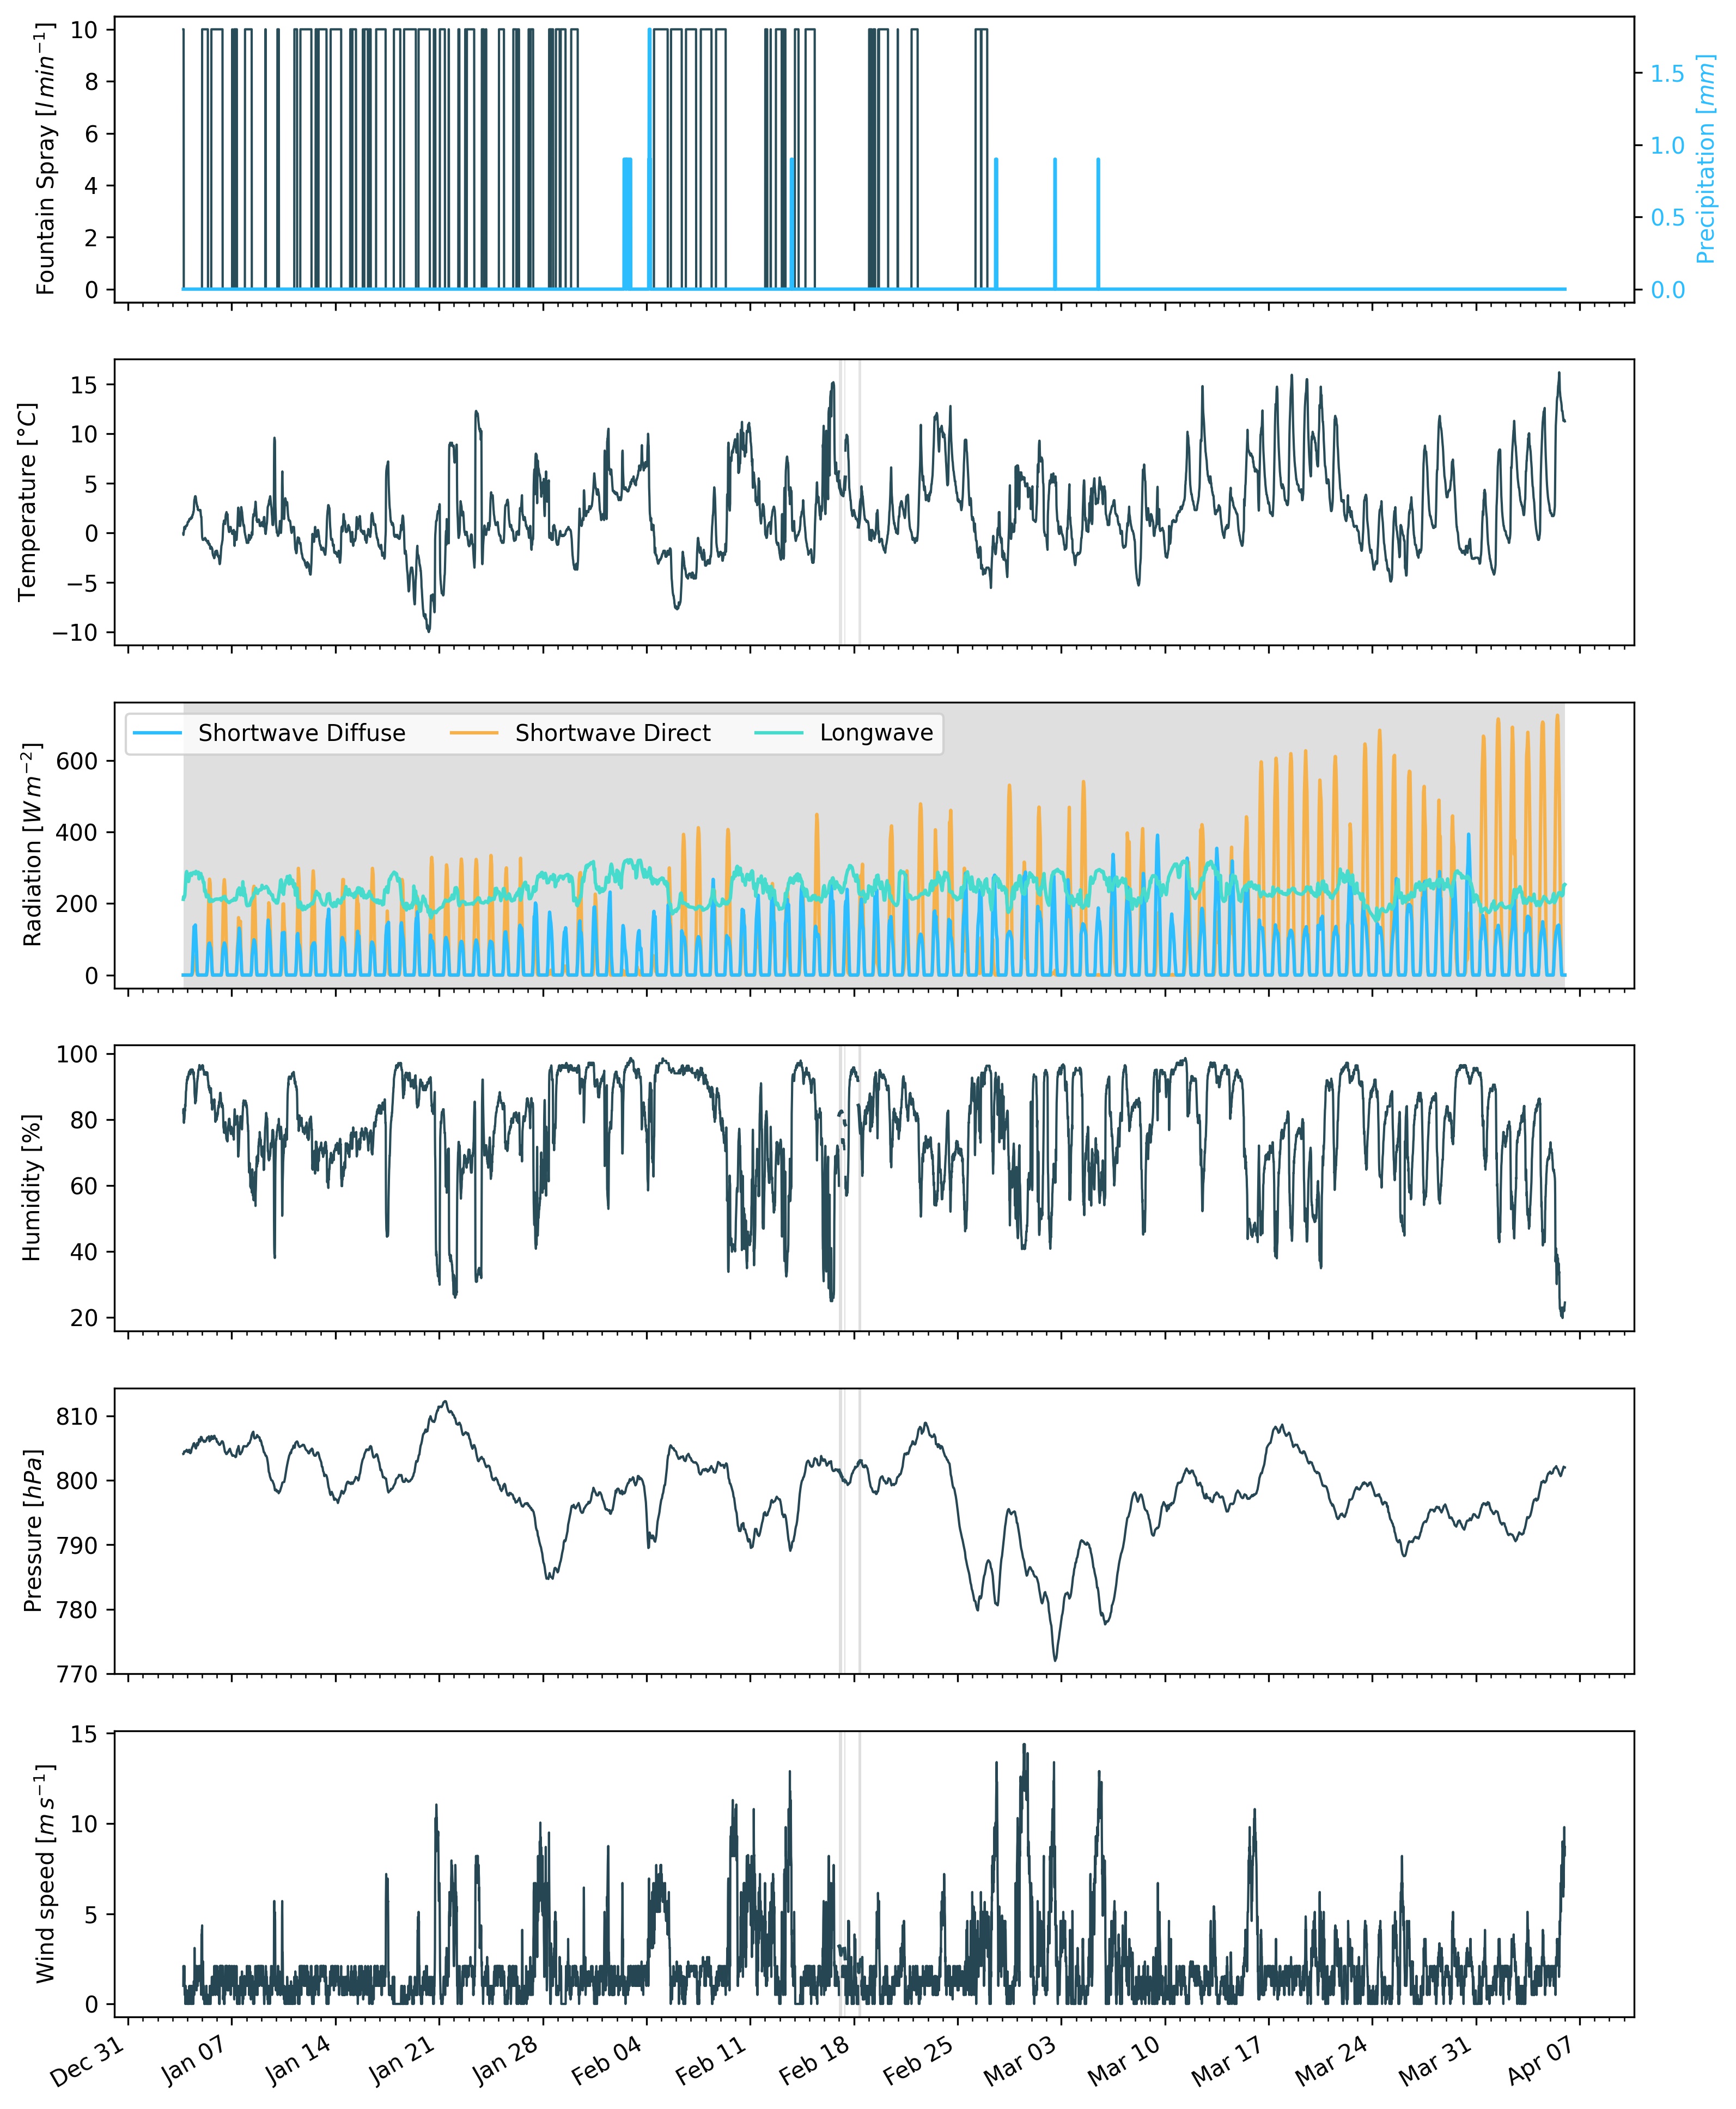 Fountain Spray [l min⁻¹]
10
8
6
4
2
0
1.5
1.0
0.5
0.0
Precipitation [mm]
Temperature [°C]
15
10
5
0
−5
−10
Radiation [W m⁻²]
600
400
200
0
Shortwave Diffuse
Shortwave Direct
Longwave
Humidity [%]
100
80
60
40
20
Pressure [hPa]
810
800
790
780
770
Wind speed [m s⁻¹]
15
10
5
0
Dec 31
Jan 07
Jan 14
Jan 21
Jan 28
Feb 04
Feb 11
Feb 18
Feb 25
Mar 03
Mar 10
Mar 17
Mar 24
Mar 31
Apr 07